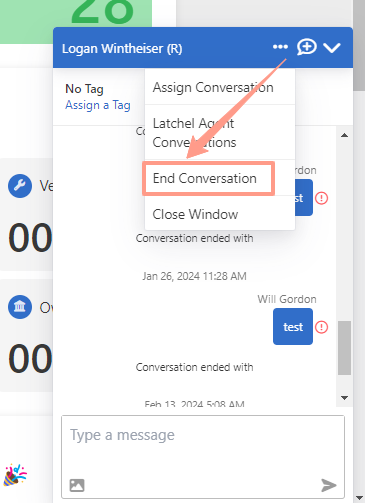 28
Logan Wintheiser (R)
No Tag
Assign a Tag
Assign Conversation
Latchel Agent
Conversations
End Conversation
Close Window
Co
Ve
00
rdon
test
Conversation ended with
Jan 26, 2024 11:28 AM
Ov
00
Will Gordon
test
Conversation ended with
Feb 13, 2024 5:08 AM
Type a message